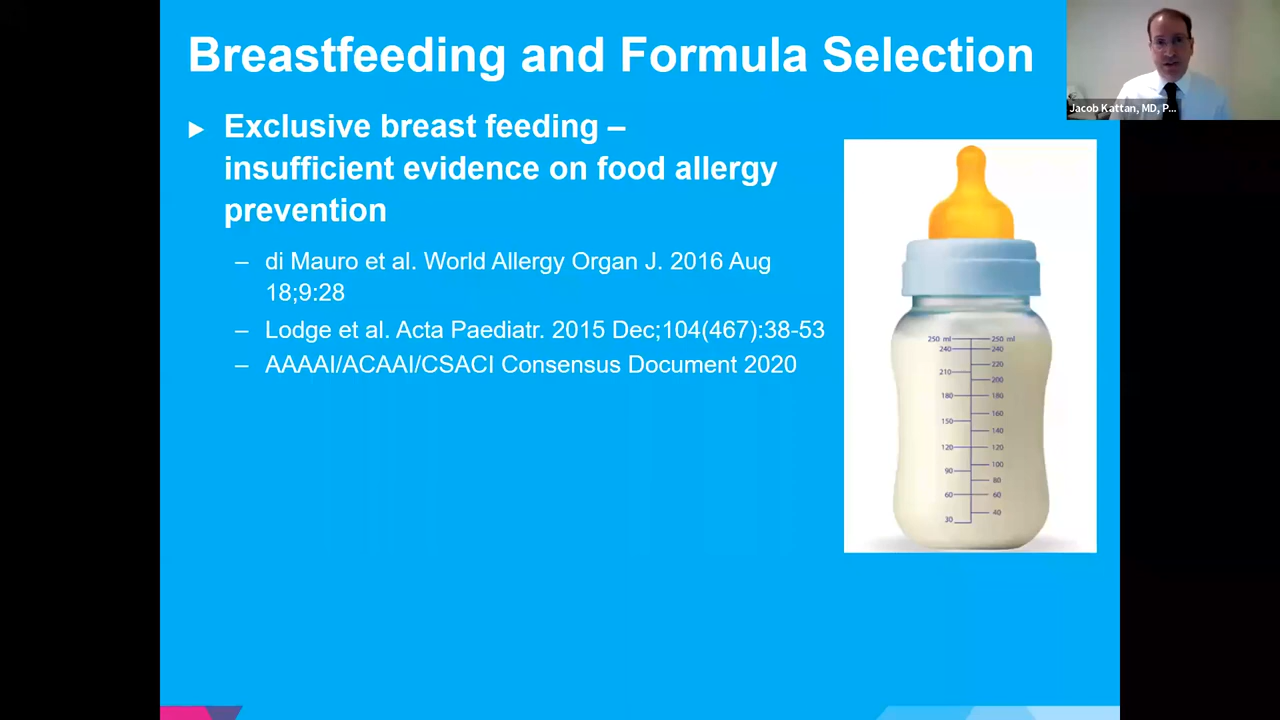 Breastfeeding and Formula Selection
Jacob Kattan, MD, P...
Exclusive breast feeding –
insufficient evidence on food allergy
prevention
– di Mauro et al. World Allergy Organ J. 2016 Aug
18;9:28
– Lodge et al. Acta Paediatr. 2015 Dec;104(467):38-53
– AAAAI/ACAAI/CSACI Consensus Document 2020
250 ml 250 ml
240 240
220
210
200
180 180
160
150
140
120 120
100
90
80
60 60
40
30